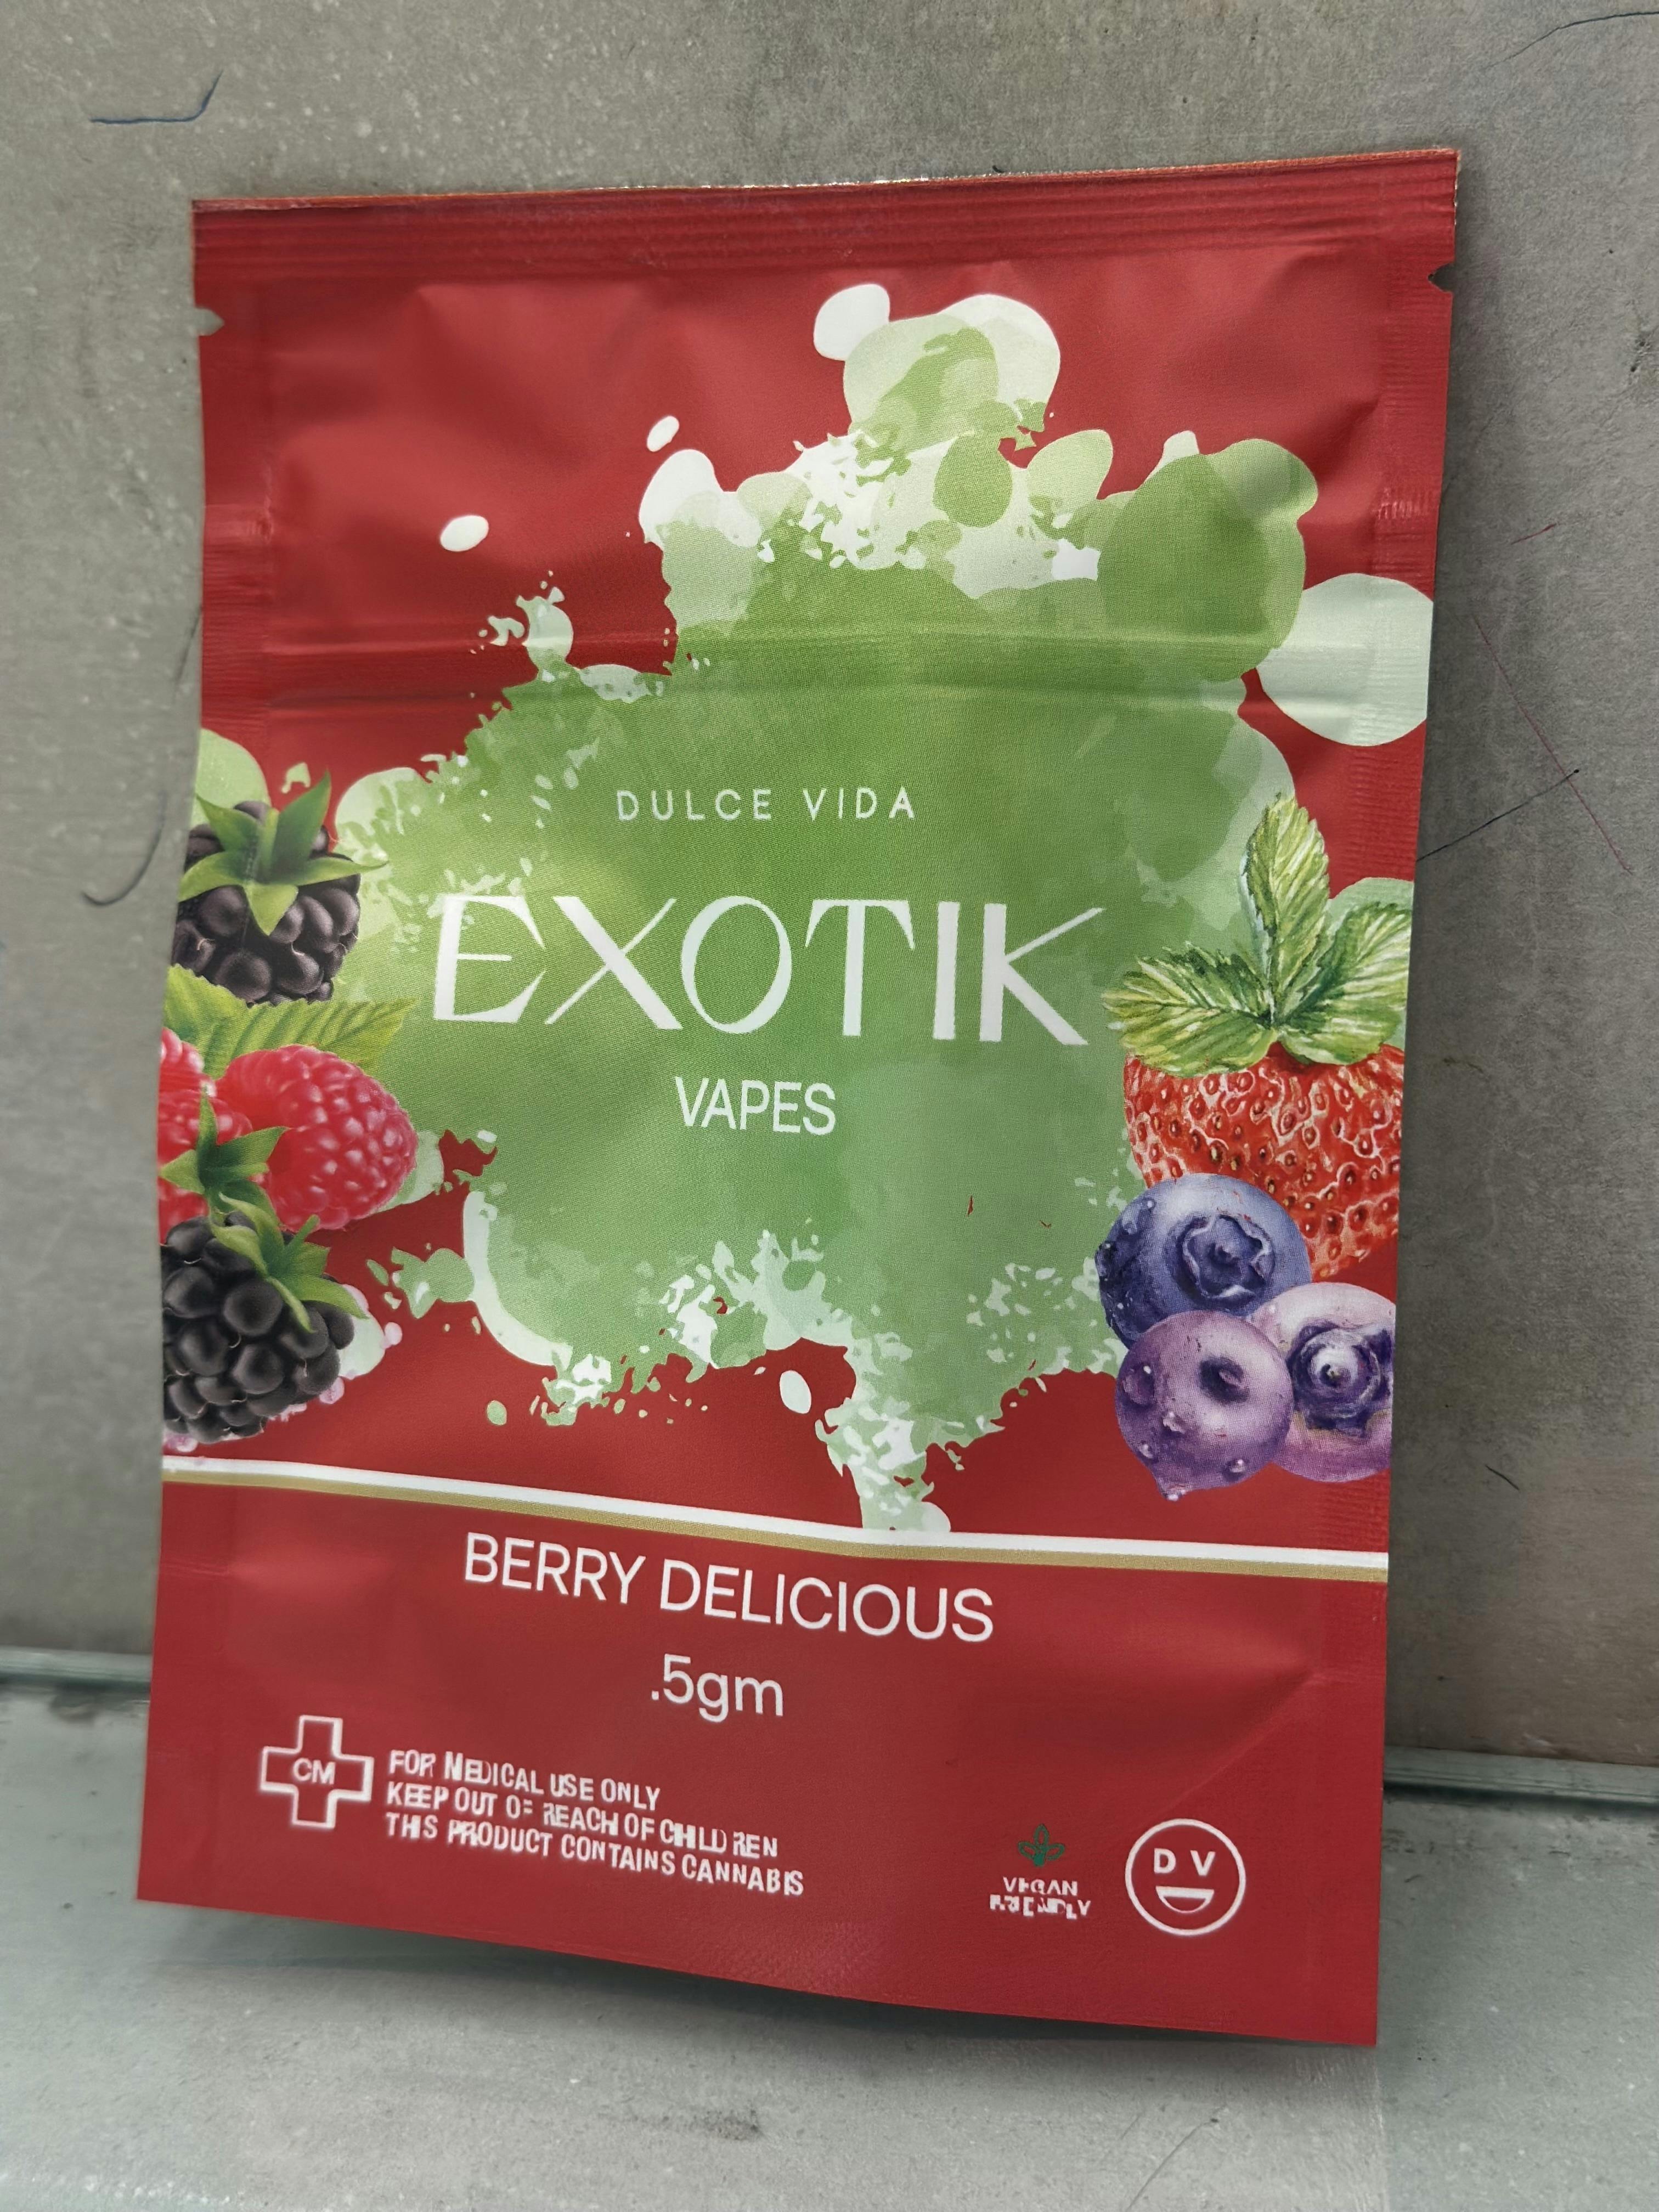 DULCE VIDA
EXOTIK
VAPES
BERRY DELICIOUS
.5gm
CM
FOR MEDICAL USE ONLY
KEEP OUT OF REACH OF CHILDREN
THIS PRODUCT CONTAINS CANNABIS
VEGAN
FRIENDLY
D V